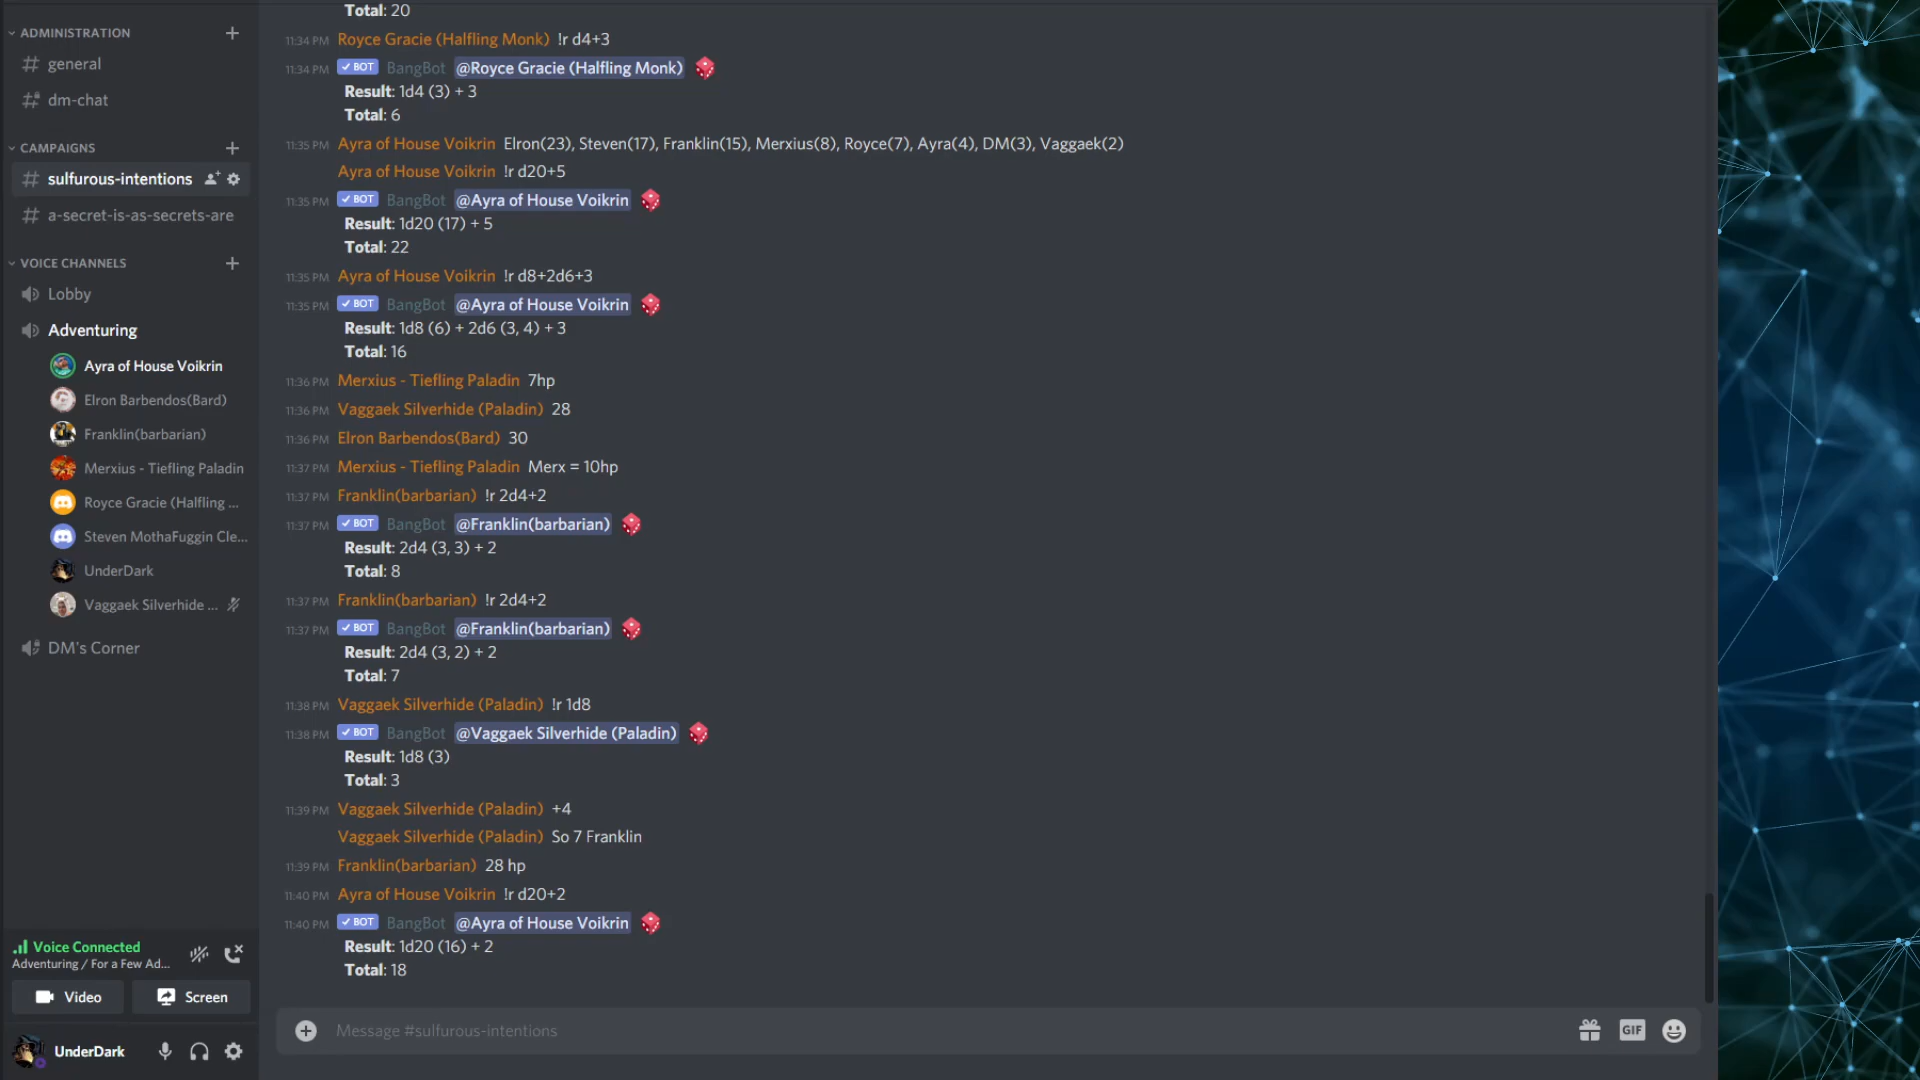 ADMINISTRATION
general
dm-chat
CAMPAIGNS
sulfurous-intentions
a-secret-is-as-secrets-are
VOICE CHANNELS
Lobby
Adventuring
Ayra of House Voikrin
Elron Barbendos(Bard)
Franklin(barbarian)
Merxius - Tiefling Paladin
Royce Gracie (Halfling ...
Steven MothaFuggin Cle...
UnderDark
Vaggaek Silverhide ...
DM's Corner
Voice Connected
Adventuring / For a Few Ad...
Video Screen
UnderDark
Total: 20
11:34 PM Royce Gracie (Halfling Monk) !r d4+3
11:34 PM ✓ BOT BangBot @Royce Gracie (Halfling Monk)
Result: 1d4 (3) + 3
Total: 6
11:35 PM Ayra of House Voikrin Elron(23), Steven(17), Franklin(15), Merxius(8), Royce(7), Ayra(4), DM(3), Vaggaek(2)
Ayra of House Voikrin !r d20+5
11:35 PM ✓ BOT BangBot @Ayra of House Voikrin
Result: 1d20 (17) + 5
Total: 22
11:35 PM Ayra of House Voikrin !r d8+2d6+3
11:35 PM ✓ BOT BangBot @Ayra of House Voikrin
Result: 1d8 (6) + 2d6 (3, 4) + 3
Total: 16
11:36 PM Merxius - Tiefling Paladin 7hp
11:36 PM Vaggaek Silverhide (Paladin) 28
11:36 PM Elron Barbendos(Bard) 30
11:37 PM Merxius - Tiefling Paladin Merx = 10hp
11:37 PM Franklin(barbarian) !r 2d4+2
11:37 PM ✓ BOT BangBot @Franklin(barbarian)
Result: 2d4 (3, 3) + 2
Total: 8
11:37 PM Franklin(barbarian) !r 2d4+2
11:37 PM ✓ BOT BangBot @Franklin(barbarian)
Result: 2d4 (3, 2) + 2
Total: 7
11:38 PM Vaggaek Silverhide (Paladin) !r 1d8
11:38 PM ✓ BOT BangBot @Vaggaek Silverhide (Paladin)
Result: 1d8 (3)
Total: 3
11:39 PM Vaggaek Silverhide (Paladin) +4
Vaggaek Silverhide (Paladin) So 7 Franklin
11:39 PM Franklin(barbarian) 28 hp
11:40 PM Ayra of House Voikrin !r d20+2
11:40 PM ✓ BOT BangBot @Ayra of House Voikrin
Result: 1d20 (16) + 2
Total: 18
Message #sulfurous-intentions
GIF